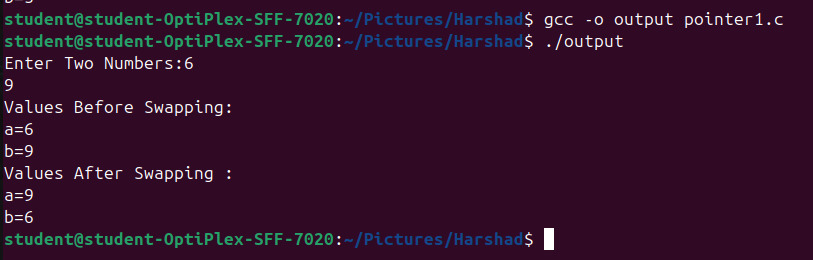 student@student-OptiPlex-SFF-7020:~/Pictures/Harshad$ gcc -o output pointer1.c
student@student-OptiPlex-SFF-7020:~/Pictures/Harshad$ ./output
Enter Two Numbers:6
9
Values Before Swapping:
a=6
b=9
Values After Swapping :
a=9
b=6
student@student-OptiPlex-SFF-7020:~/Pictures/Harshad$